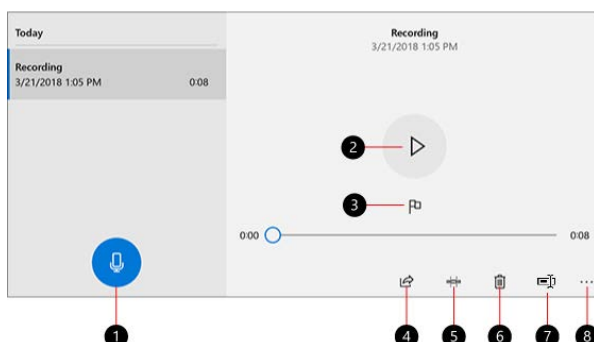 Today
Recording
3/21/2018 1:05 PM 0:08
Recording
3/21/2018 1:05 PM
2
3
0:00 0:08
1
4 5 6 7 8